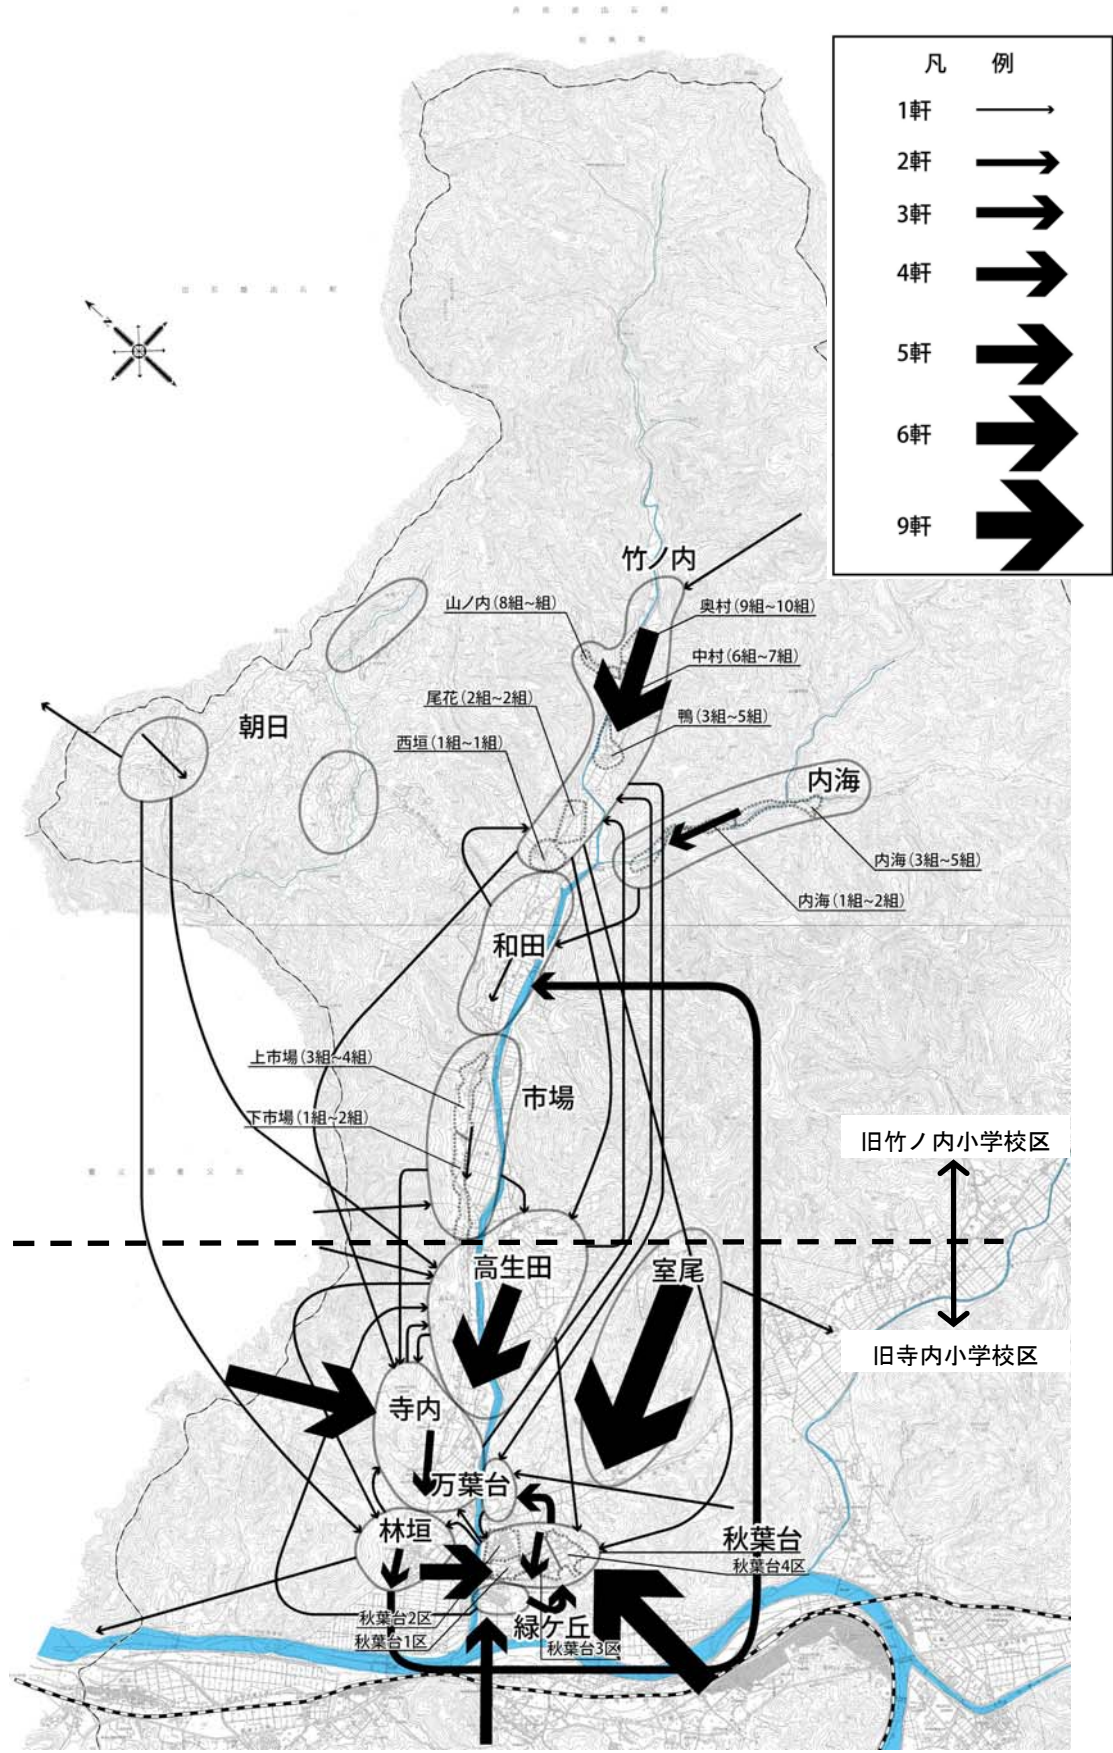 凡 例
1軒
2軒
3軒
4軒
5軒
6軒
9軒
竹ノ内
山ノ内(8組~組)
奥村(9組~10組)
中村(6組~7組)
尾花(2組~2組)
鴨(3組~5組)
西垣(1組~1組)
朝日
内海
内海(3組~5組)
内海(1組~2組)
和田
上市場(3組~4組)
市場
下市場(1組~2組)
旧竹ノ内小学校区
高生田
室尾
旧寺内小学校区
寺内
万葉台
林垣
秋葉台
秋葉台4区
秋葉台2区
緑ケ丘
秋葉台1区
秋葉台3区